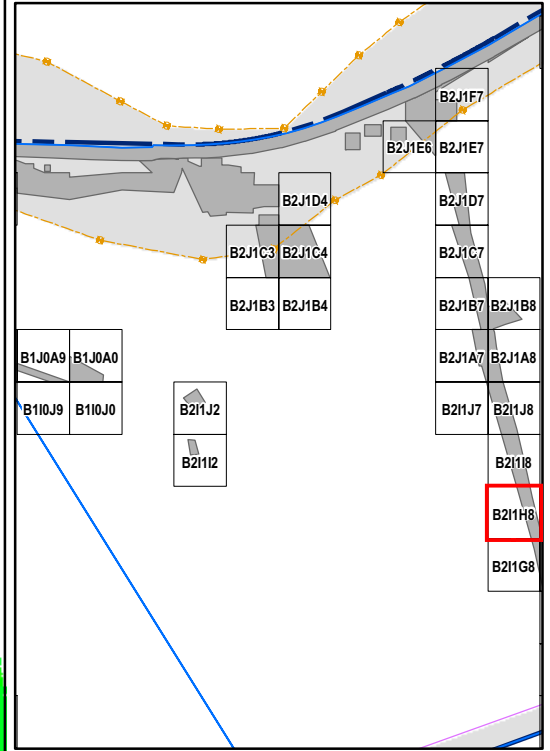 B2J1F7
B2J1E6 B2J1E7
B2J1D4 B2J1D7
B2J1C3 B2J1C4 B2J1C7
B2J1B3 B2J1B4 B2J1B7 B2J1B8
B1J0A9 B1J0A0 B2J1A7 B2J1A8
B1I0J9 B1I0J0 B2I1J2 B2I1J7 B2I1J8
B2I1I2 B2I1I8
B2I1H8
B2I1G8